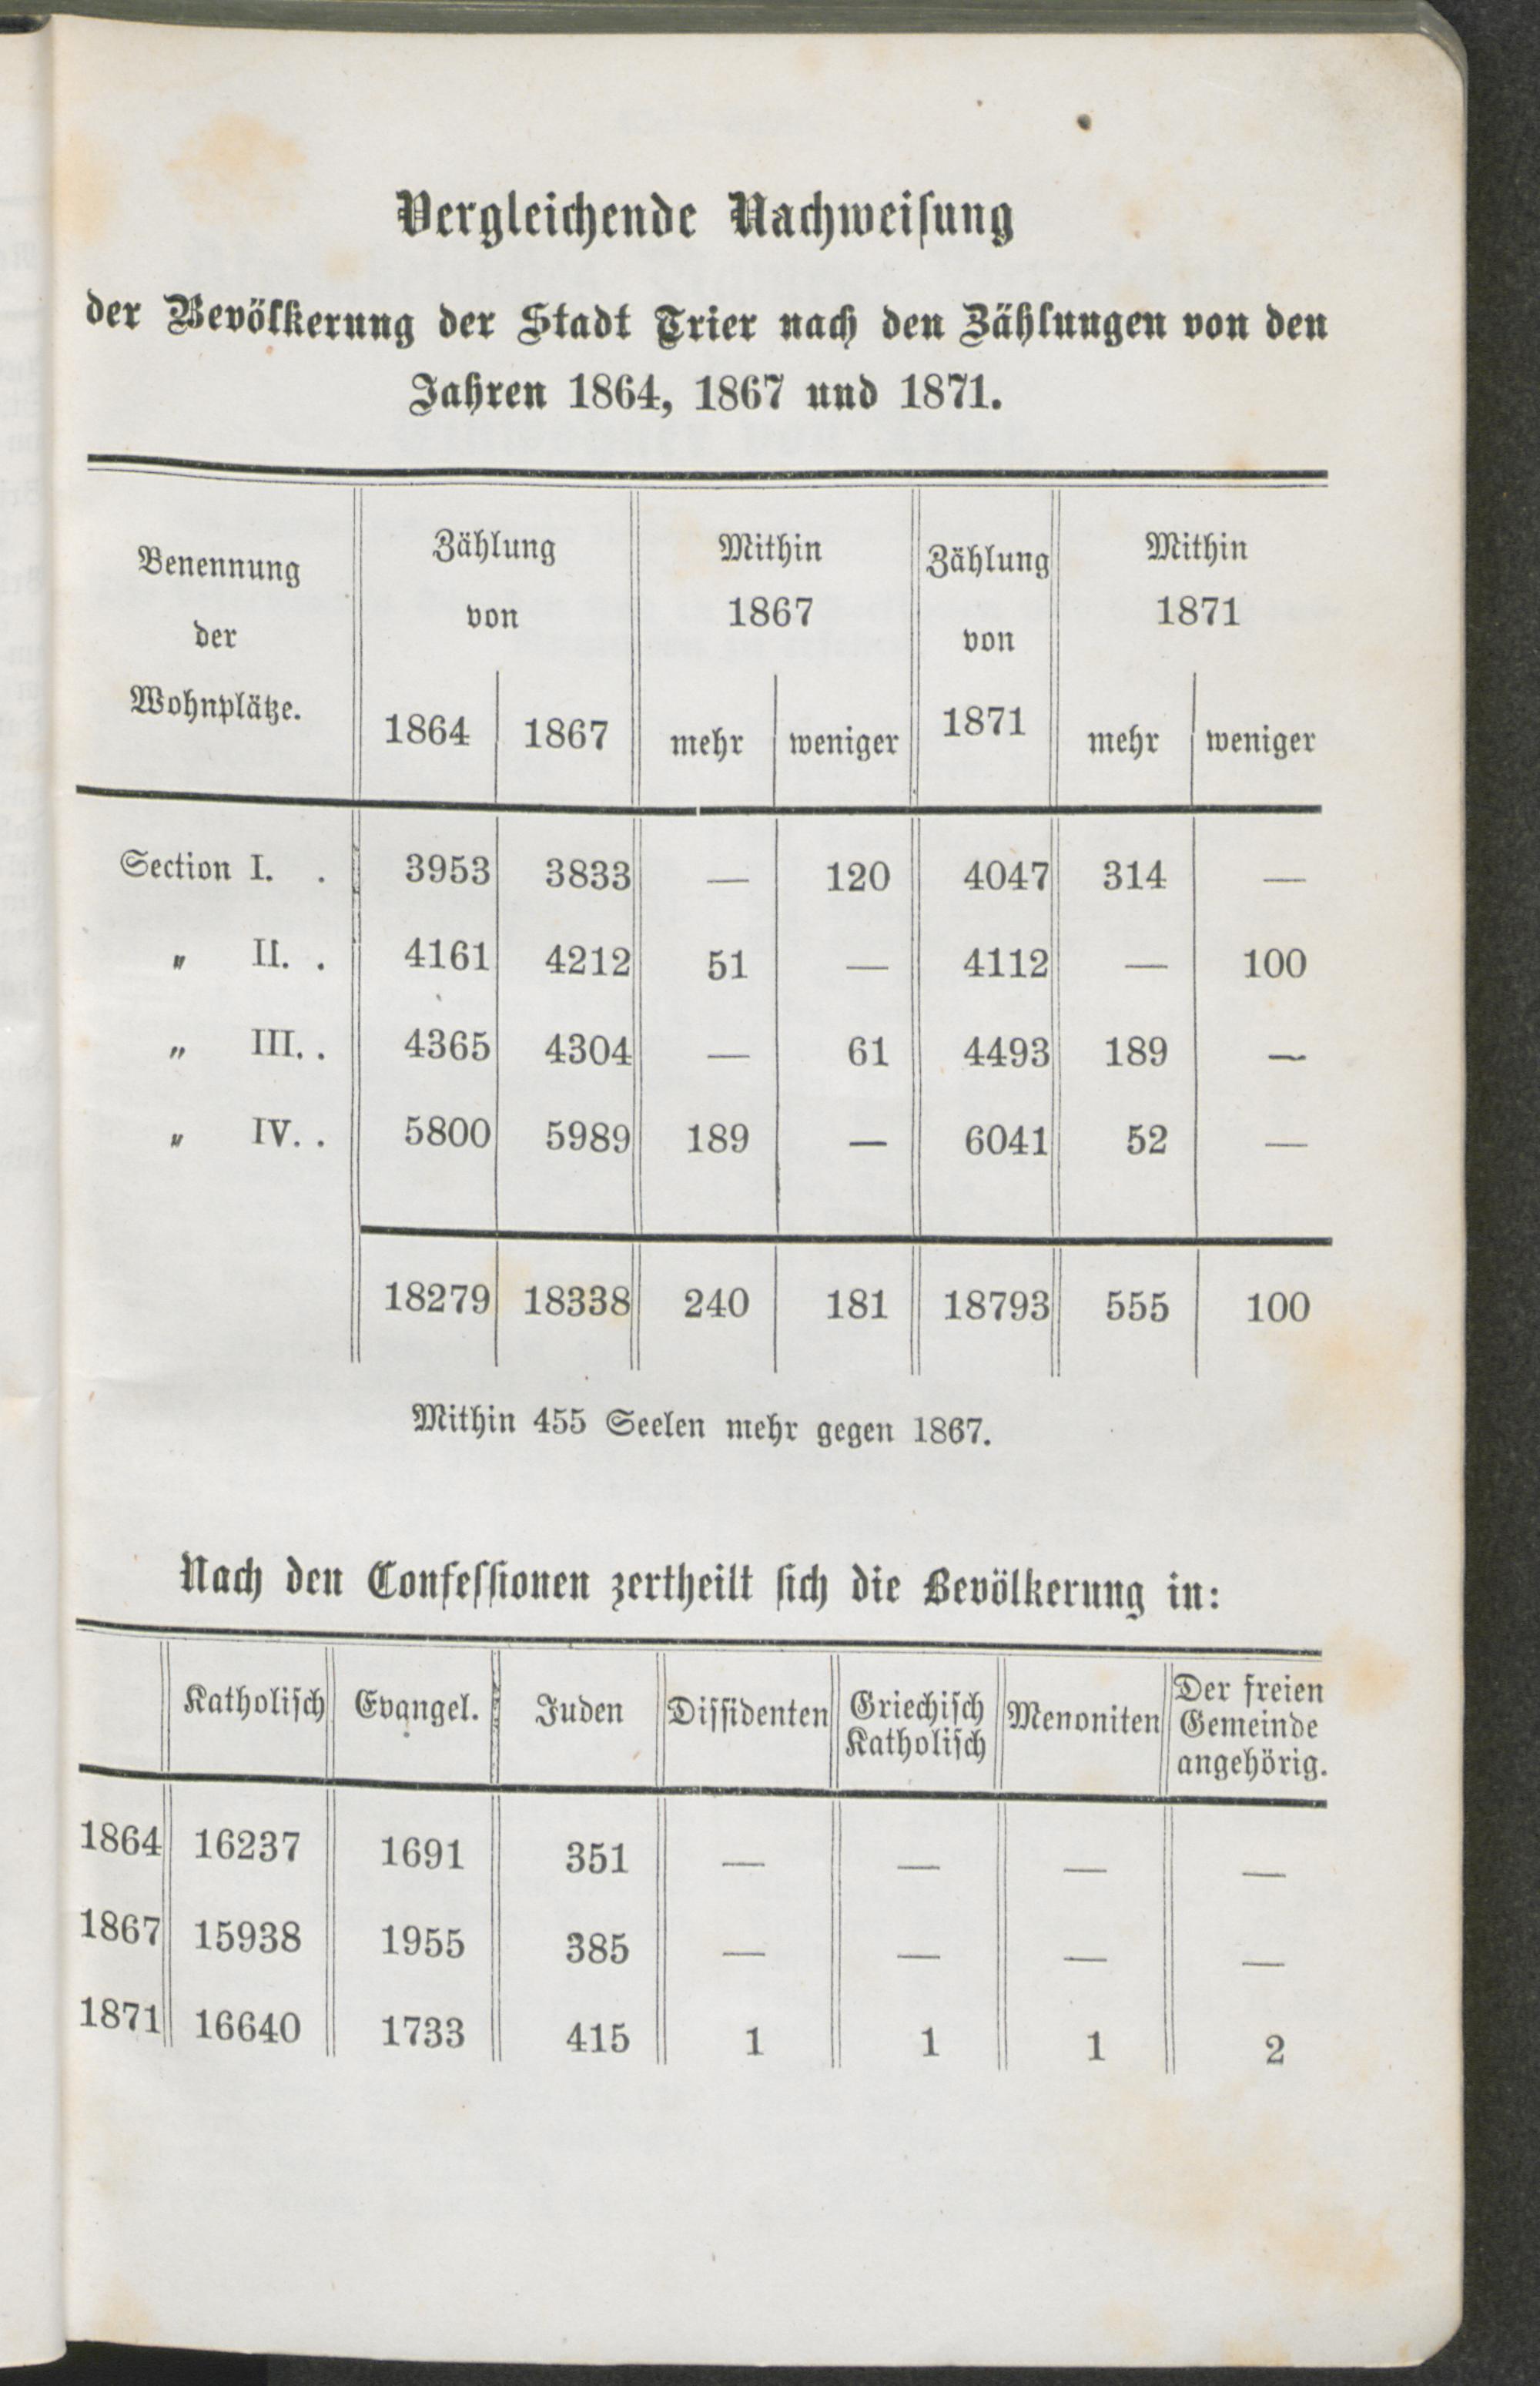 Vergleichende Nachweisung
der Bevölkerung der Stadt Trier nach den Zählungen von den
Jahren 1864, 1867 und 1871.
Benennung der Wohnplätze. Zählung von 1864 1867 Mithin 1867 mehr weniger Zählung von 1871 Mithin 1871 mehr weniger
Section I. . 3953 3833 — 120 4047 314 —
„ II. . 4161 4212 51 — 4112 — 100
„ III. . 4365 4304 — 61 4493 189 —
„ IV. . 5800 5989 189 — 6041 52 —
18279 18338 240 181 18793 555 100
Mithin 455 Seelen mehr gegen 1867.
Nach den Confessionen zertheilt sich die Bevölkerung in:
Katholisch Evangel. Juden Dissidenten Griechisch Katholisch Menoniten Der freien Gemeinde angehörig.
1864 16237 1691 351 — — — —
1867 15938 1955 385 — — — —
1871 16640 1733 415 1 1 1 2